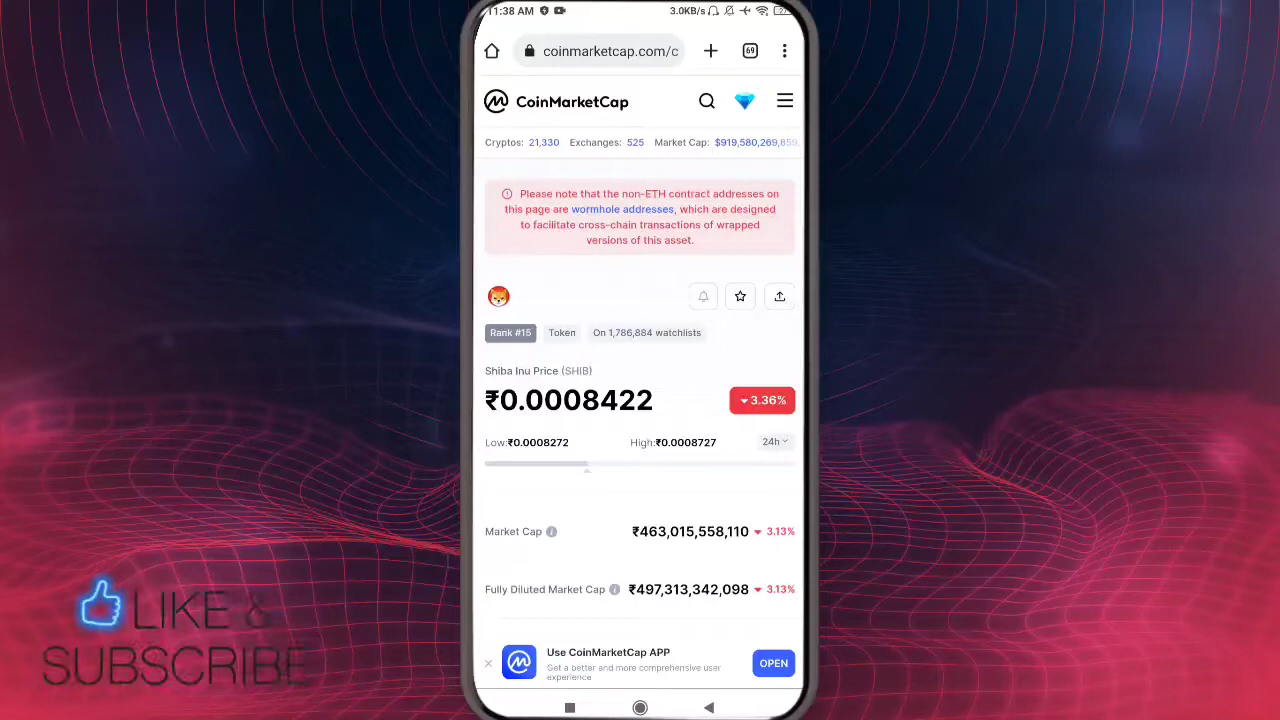 11:38 AM
3.0KB/s
coinmarketcap.com/c
69
CoinMarketCap
Cryptos: 21,330 Exchanges: 525 Market Cap: $919,580,269,859
Please note that the non-ETH contract addresses on
this page are wormhole addresses, which are designed
to facilitate cross-chain transactions of wrapped
versions of this asset.
Rank #15 Token On 1,786,884 watchlists
Shiba Inu Price (SHIB)
₹0.0008422 3.36%
Low:₹0.0008272 High:₹0.0008727 24h
Market Cap ₹463,015,558,110 3.13%
Fully Diluted Market Cap ₹497,313,342,098 3.13%
Use CoinMarketCap APP
Get a better and more comprehensive user
experience
OPEN
LIKE &
SUBSCRIBE